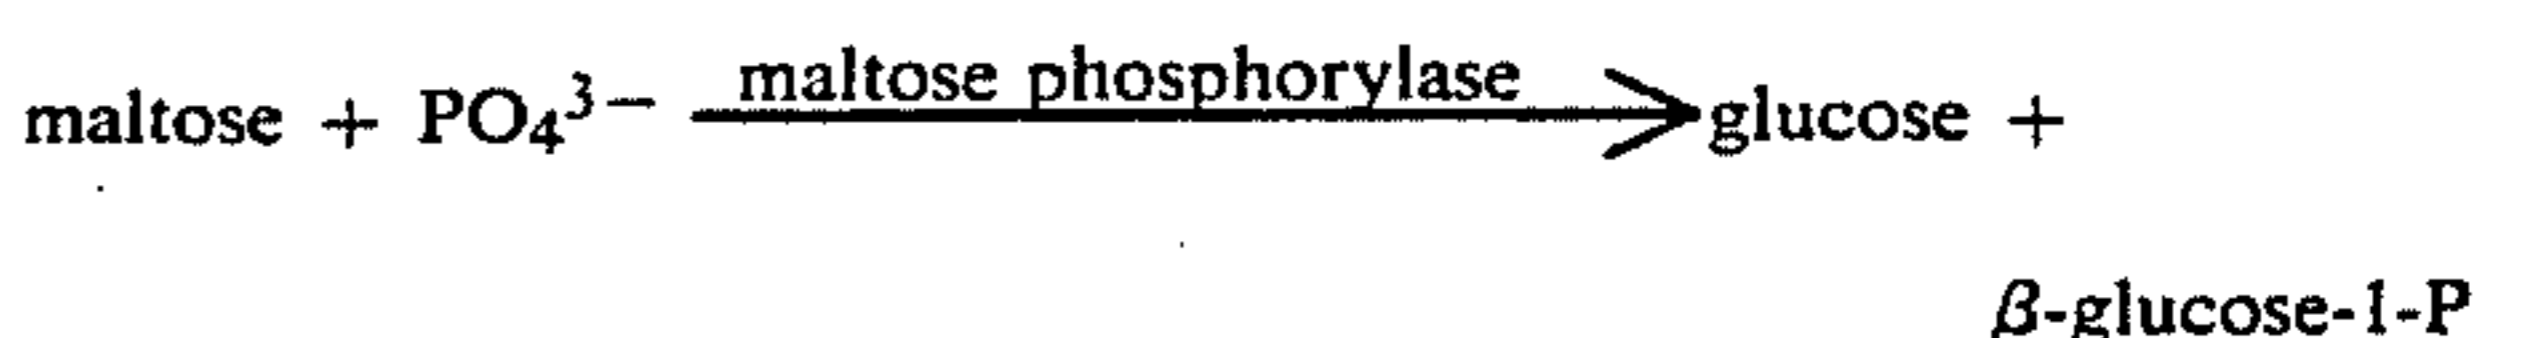 maltose + PO₄³⁻ maltose phosphorylase glucose +
β-glucose-1-P